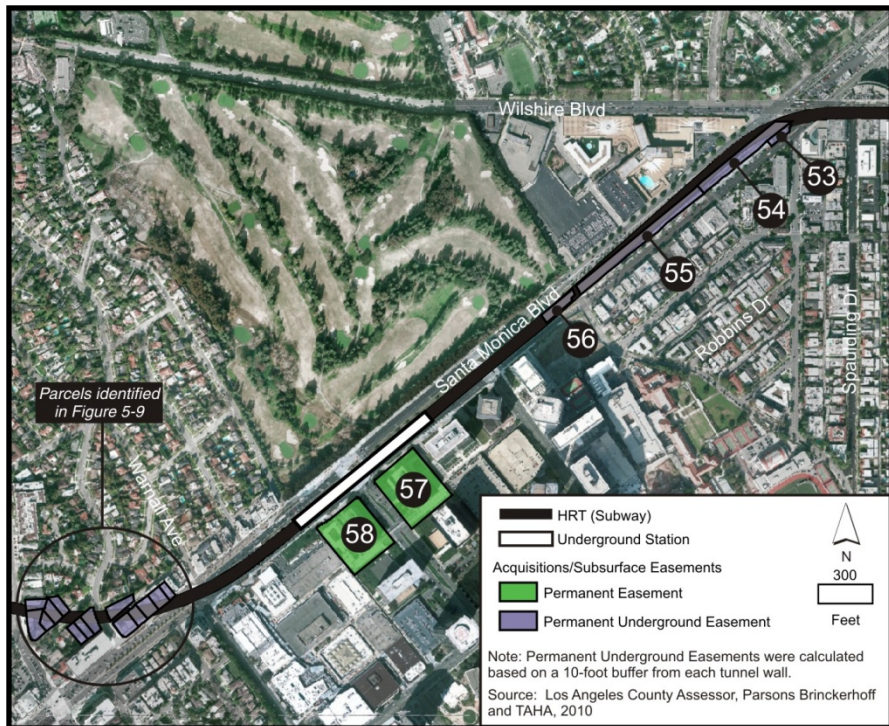 Wilshire Blvd
53
54
55
Santa Monica Blvd
56
Robbins Dr
Spaulding Dr
Parcels identified
in Figure 5-9
Warnall Ave
57
58
HRT (Subway)
Underground Station
Acquisitions/Subsurface Easements
Permanent Easement
Permanent Underground Easement
N
300
Feet
Note: Permanent Underground Easements were calculated
based on a 10-foot buffer from each tunnel wall.
Source: Los Angeles County Assessor, Parsons Brinckerhoff
and TAHA, 2010